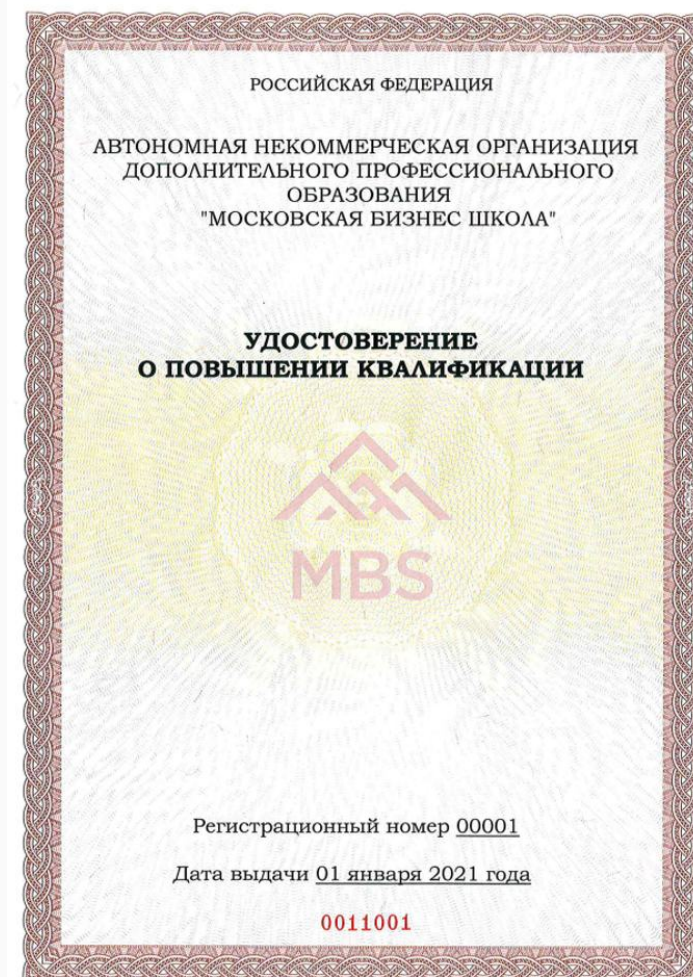 РОССИЙСКАЯ ФЕДЕРАЦИЯ
АВТОНОМНАЯ НЕКОММЕРЧЕСКАЯ ОРГАНИЗАЦИЯ
ДОПОЛНИТЕЛЬНОГО ПРОФЕССИОНАЛЬНОГО
ОБРАЗОВАНИЯ
"МОСКОВСКАЯ БИЗНЕС ШКОЛА"
УДОСТОВЕРЕНИЕ
О ПОВЫШЕНИИ КВАЛИФИКАЦИИ
MBS
Регистрационный номер 00001
Дата выдачи 01 января 2021 года
0011001